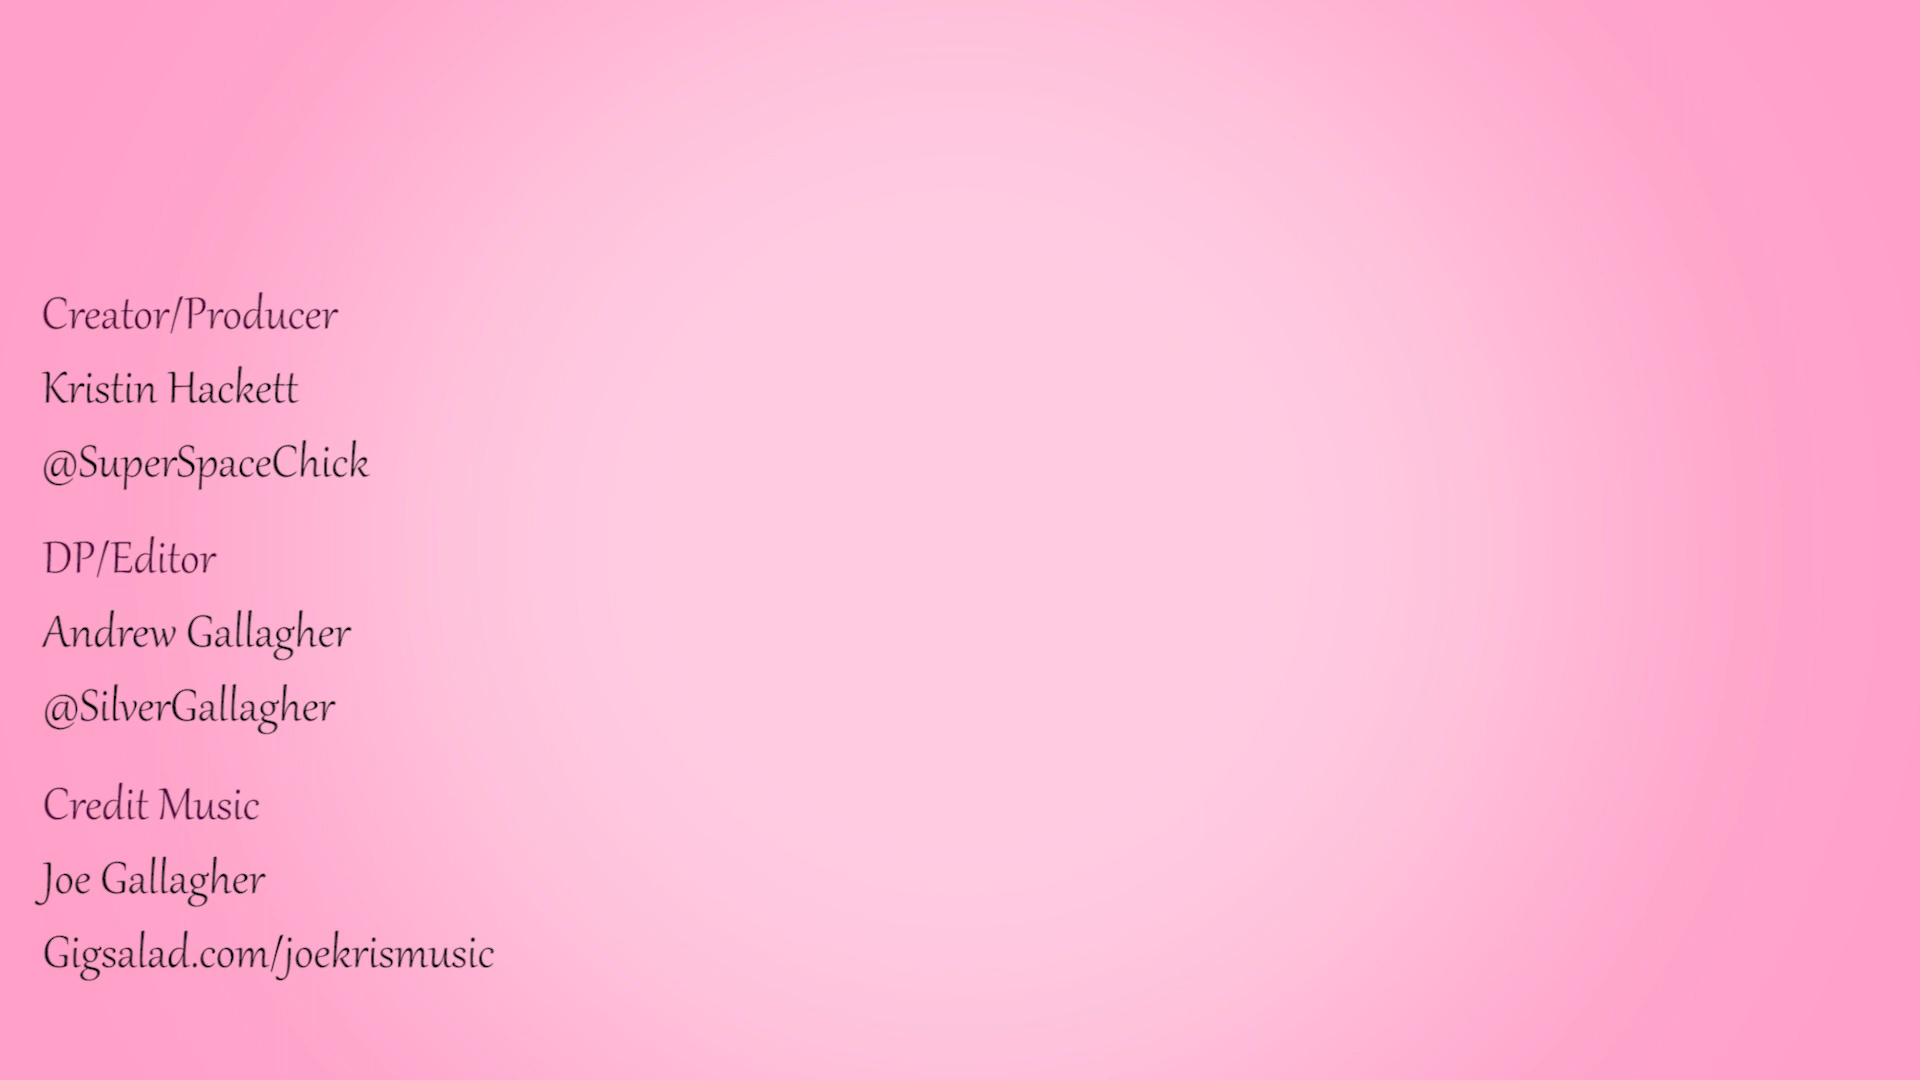 Creator/Producer
Kristin Hackett
@SuperSpaceChick
DP/Editor
Andrew Gallagher
@SilverGallagher
Credit Music
Joe Gallagher
Gigsalad.com/joekrismusic